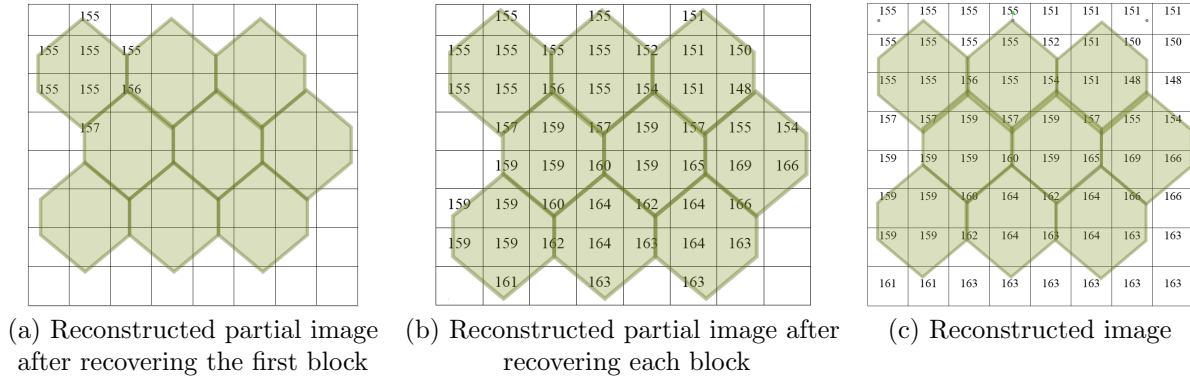 155
155 155 155
155 155 156
157
(a) Reconstructed partial image
after recovering the first block
155 155 151
155 155 155 155 152 151 150
155 155 156 155 154 151 148
157 159 157 159 157 155 154
159 159 160 159 165 169 166
159 159 160 164 162 164 166
159 159 162 164 163 164 163
161 163 163
(b) Reconstructed partial image after
recovering each block
155 155 155 155 151 151 151 151
155 155 155 155 152 151 150 150
155 155 156 155 154 151 148 148
157 157 159 157 159 157 155 154
159 159 159 160 159 165 169 166
159 159 160 164 162 164 166 166
159 159 162 164 163 164 163 163
161 161 163 163 163 163 163 163
(c) Reconstructed image